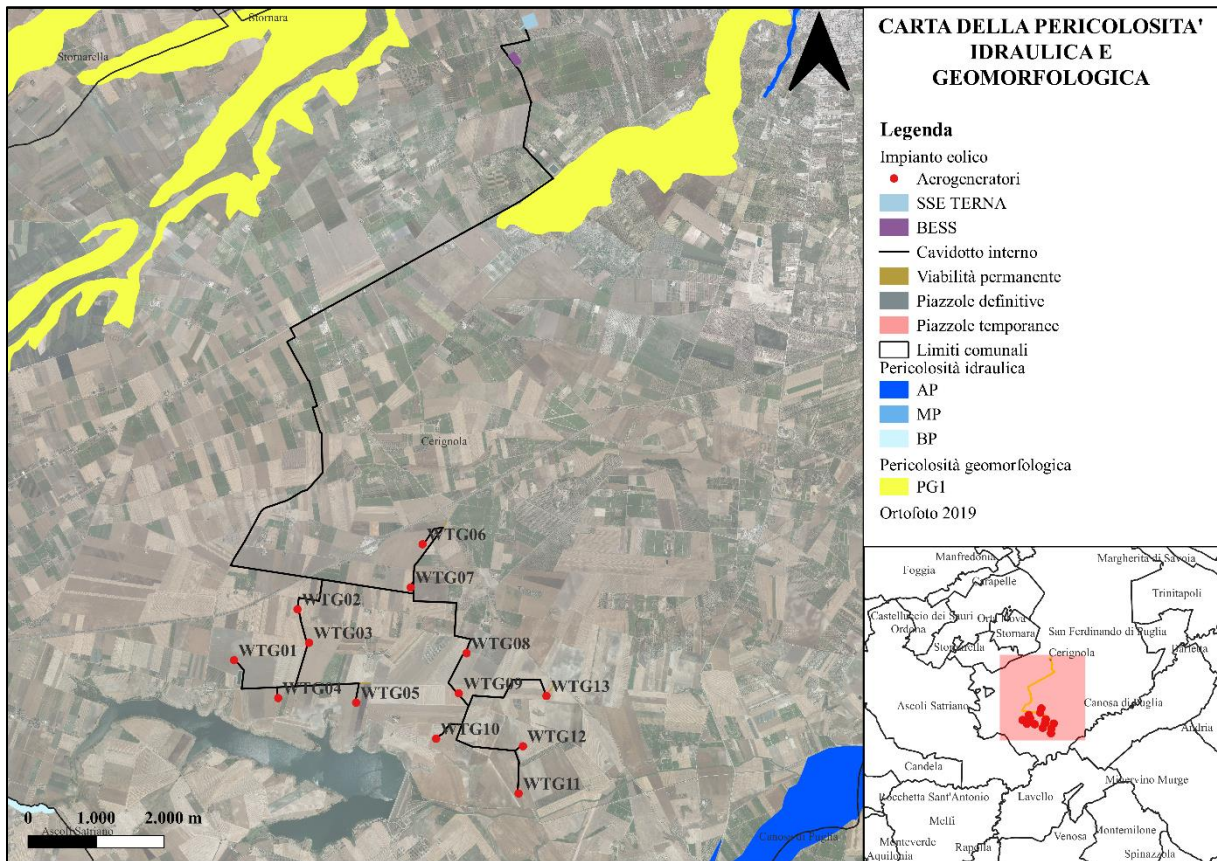 Stornara
Stornarella
Cerignola
WTG06
WTG07
WTG02
WTG03
WTG08
WTG01
WTG04
WTG05
WTG09
WTG13
WTG10
WTG12
WTG11
0 1.000 2.000 m
Ascoli Satriano
Canosa di Puglia
CARTA DELLA PERICOLOSITA'
IDRAULICA E
GEOMORFOLOGICA
Legenda
Impianto eolico
Aerogeneratori
SSE TERNA
BESS
Cavidotto interno
Viabilità permanente
Piazzole definitive
Piazzole temporanee
Limiti comunali
Pericolosità idraulica
AP
MP
BP
Pericolosità geomorfologica
PG1
Ortofoto 2019
Manfredonia
Margherita di Savoia
Foggia
Carapelle
Trinitapoli
Castelluccio dei Sauri
Orta Nova
Ordona
Stornara
San Ferdinando di Puglia
Stornarella
Cerignola
Barletta
Ascoli Satriano
Canosa di Puglia
Andria
Candela
Minervino Murge
Rocchetta Sant'Antonio
Lavello
Melfi
Montemilone
Monteverde
Venosa
Aquilonia
Rapolla
Spinazzola